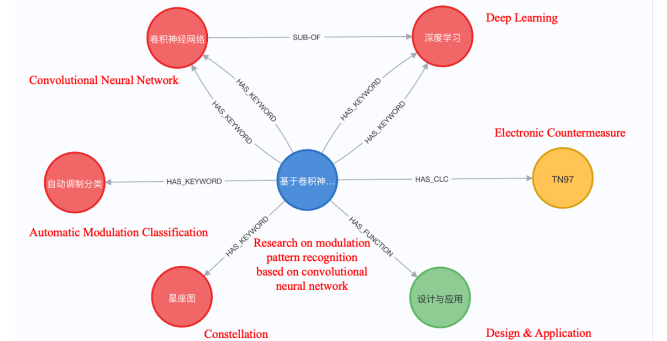 Deep Learning
卷积神经网络
SUB-OF
深度学习
Convolutional Neural Network
HAS_KEYWORD
HAS_KEYWORD
HAS_KEYWORD
HAS_KEYWORD
Electronic Countermeasure
自动调制分类
HAS_KEYWORD
基于卷积神...
HAS_CLC
TN97
Automatic Modulation Classification
HAS_KEYWORD
HAS_FUNCTION
Research on modulation
pattern recognition
based on convolutional
neural network
星座图
设计与应用
Constellation
Design & Application